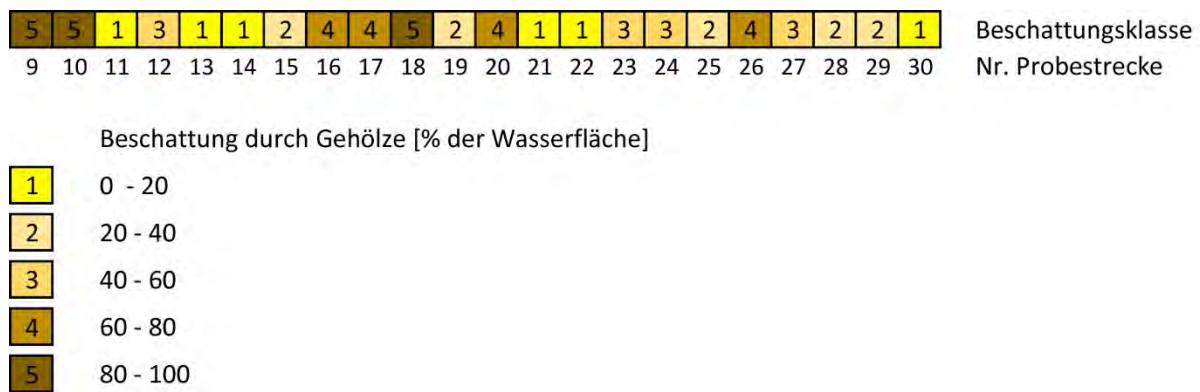 5 5 1 3 1 1 2 4 4 5 2 4 1 1 3 3 2 4 3 2 2 1 Beschattungsklasse
9 10 11 12 13 14 15 16 17 18 19 20 21 22 23 24 25 26 27 28 29 30 Nr. Probestrecke
Beschattung durch Gehölze [% der Wasserfläche]
1 0 - 20
2 20 - 40
3 40 - 60
4 60 - 80
5 80 - 100